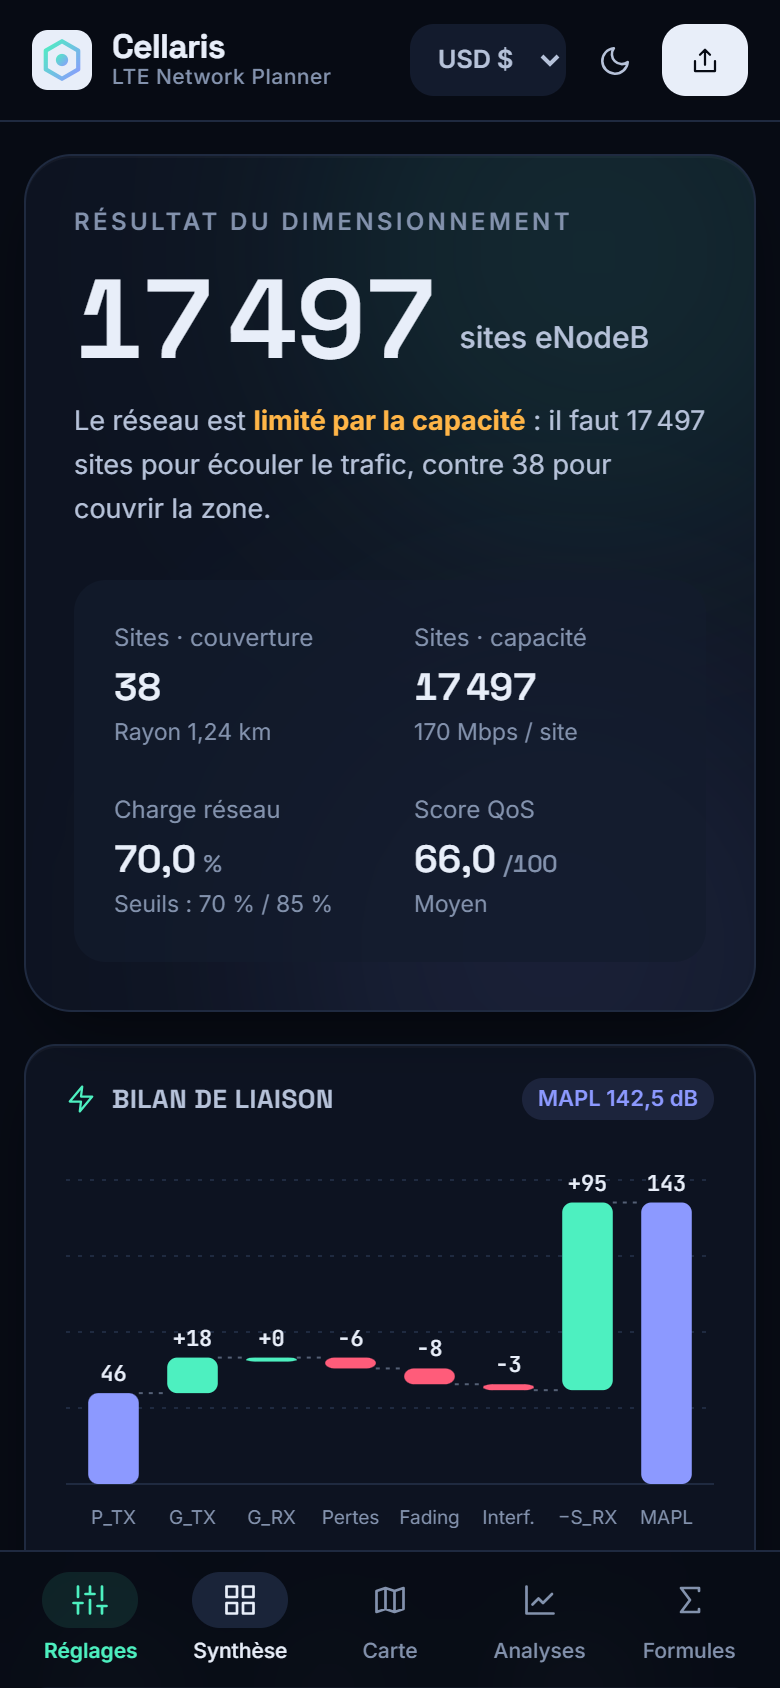 Cellaris
LTE Network Planner
USD $
RÉSULTAT DU DIMENSIONNEMENT
17 497 sites eNodeB
Le réseau est limité par la capacité : il faut 17 497
sites pour écouler le trafic, contre 38 pour
couvrir la zone.
Sites · couverture
38
Rayon 1,24 km
Sites · capacité
17 497
170 Mbps / site
Charge réseau
70,0 %
Seuils : 70 % / 85 %
Score QoS
66,0 /100
Moyen
BILAN DE LIAISON
MAPL 142,5 dB
46
+18
+0
-6
-8
-3
+95
143
P_TX
G_TX
G_RX
Pertes
Fading
Interf.
−S_RX
MAPL
Réglages
Synthèse
Carte
Analyses
Formules